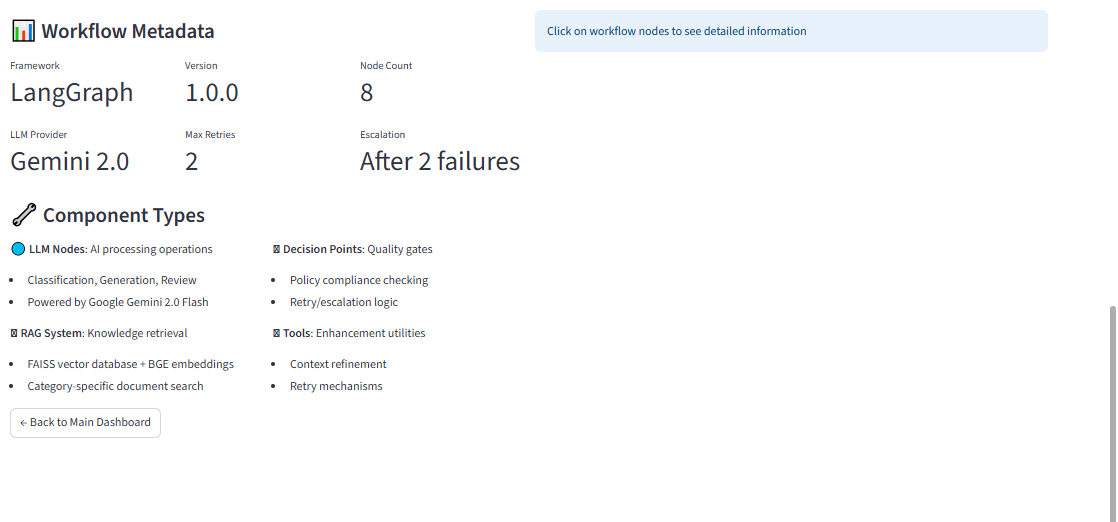 Workflow Metadata
Click on workflow nodes to see detailed information
Framework
LangGraph
Version
1.0.0
Node Count
8
LLM Provider
Gemini 2.0
Max Retries
2
Escalation
After 2 failures
Component Types
LLM Nodes: AI processing operations
• Classification, Generation, Review
• Powered by Google Gemini 2.0 Flash
RAG System: Knowledge retrieval
• FAISS vector database + BGE embeddings
• Category-specific document search
Decision Points: Quality gates
• Policy compliance checking
• Retry/escalation logic
Tools: Enhancement utilities
• Context refinement
• Retry mechanisms
← Back to Main Dashboard